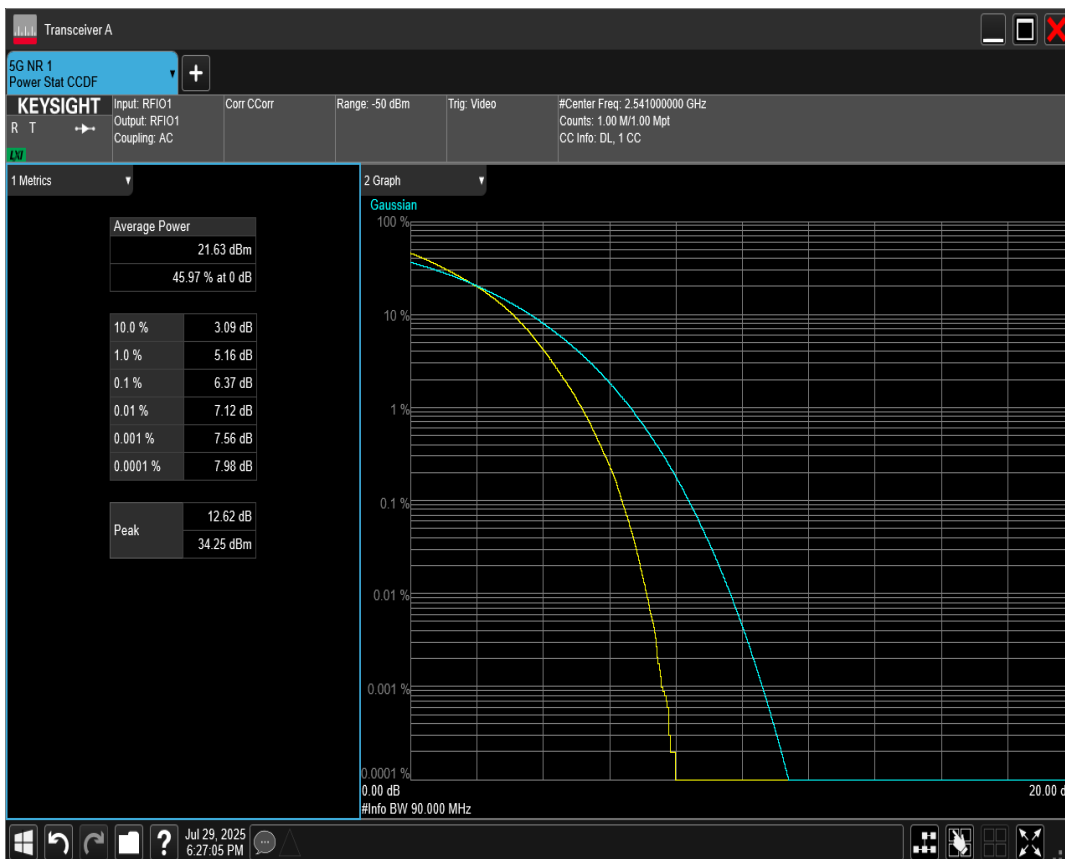 Transceiver A
5G NR 1
Power Stat CCDF
KEYSIGHT
R T
LXI
Input: RFIO1
Output: RFIO1
Coupling: AC
Corr CCorr
Range: -50 dBm
Trig: Video
#Center Freq: 2.541000000 GHz
Counts: 1.00 M/1.00 Mpt
CC Info: DL, 1 CC
1 Metrics
Average Power
21.63 dBm
45.97 % at 0 dB
10.0 % 3.09 dB
1.0 % 5.16 dB
0.1 % 6.37 dB
0.01 % 7.12 dB
0.001 % 7.56 dB
0.0001 % 7.98 dB
Peak
12.62 dB
34.25 dBm
2 Graph
Gaussian
100 %
10 %
1 %
0.1 %
0.01 %
0.001 %
0.0001 %
0.00 dB
20.00 d
#Info BW 90.000 MHz
?
Jul 29, 2025
6:27:05 PM